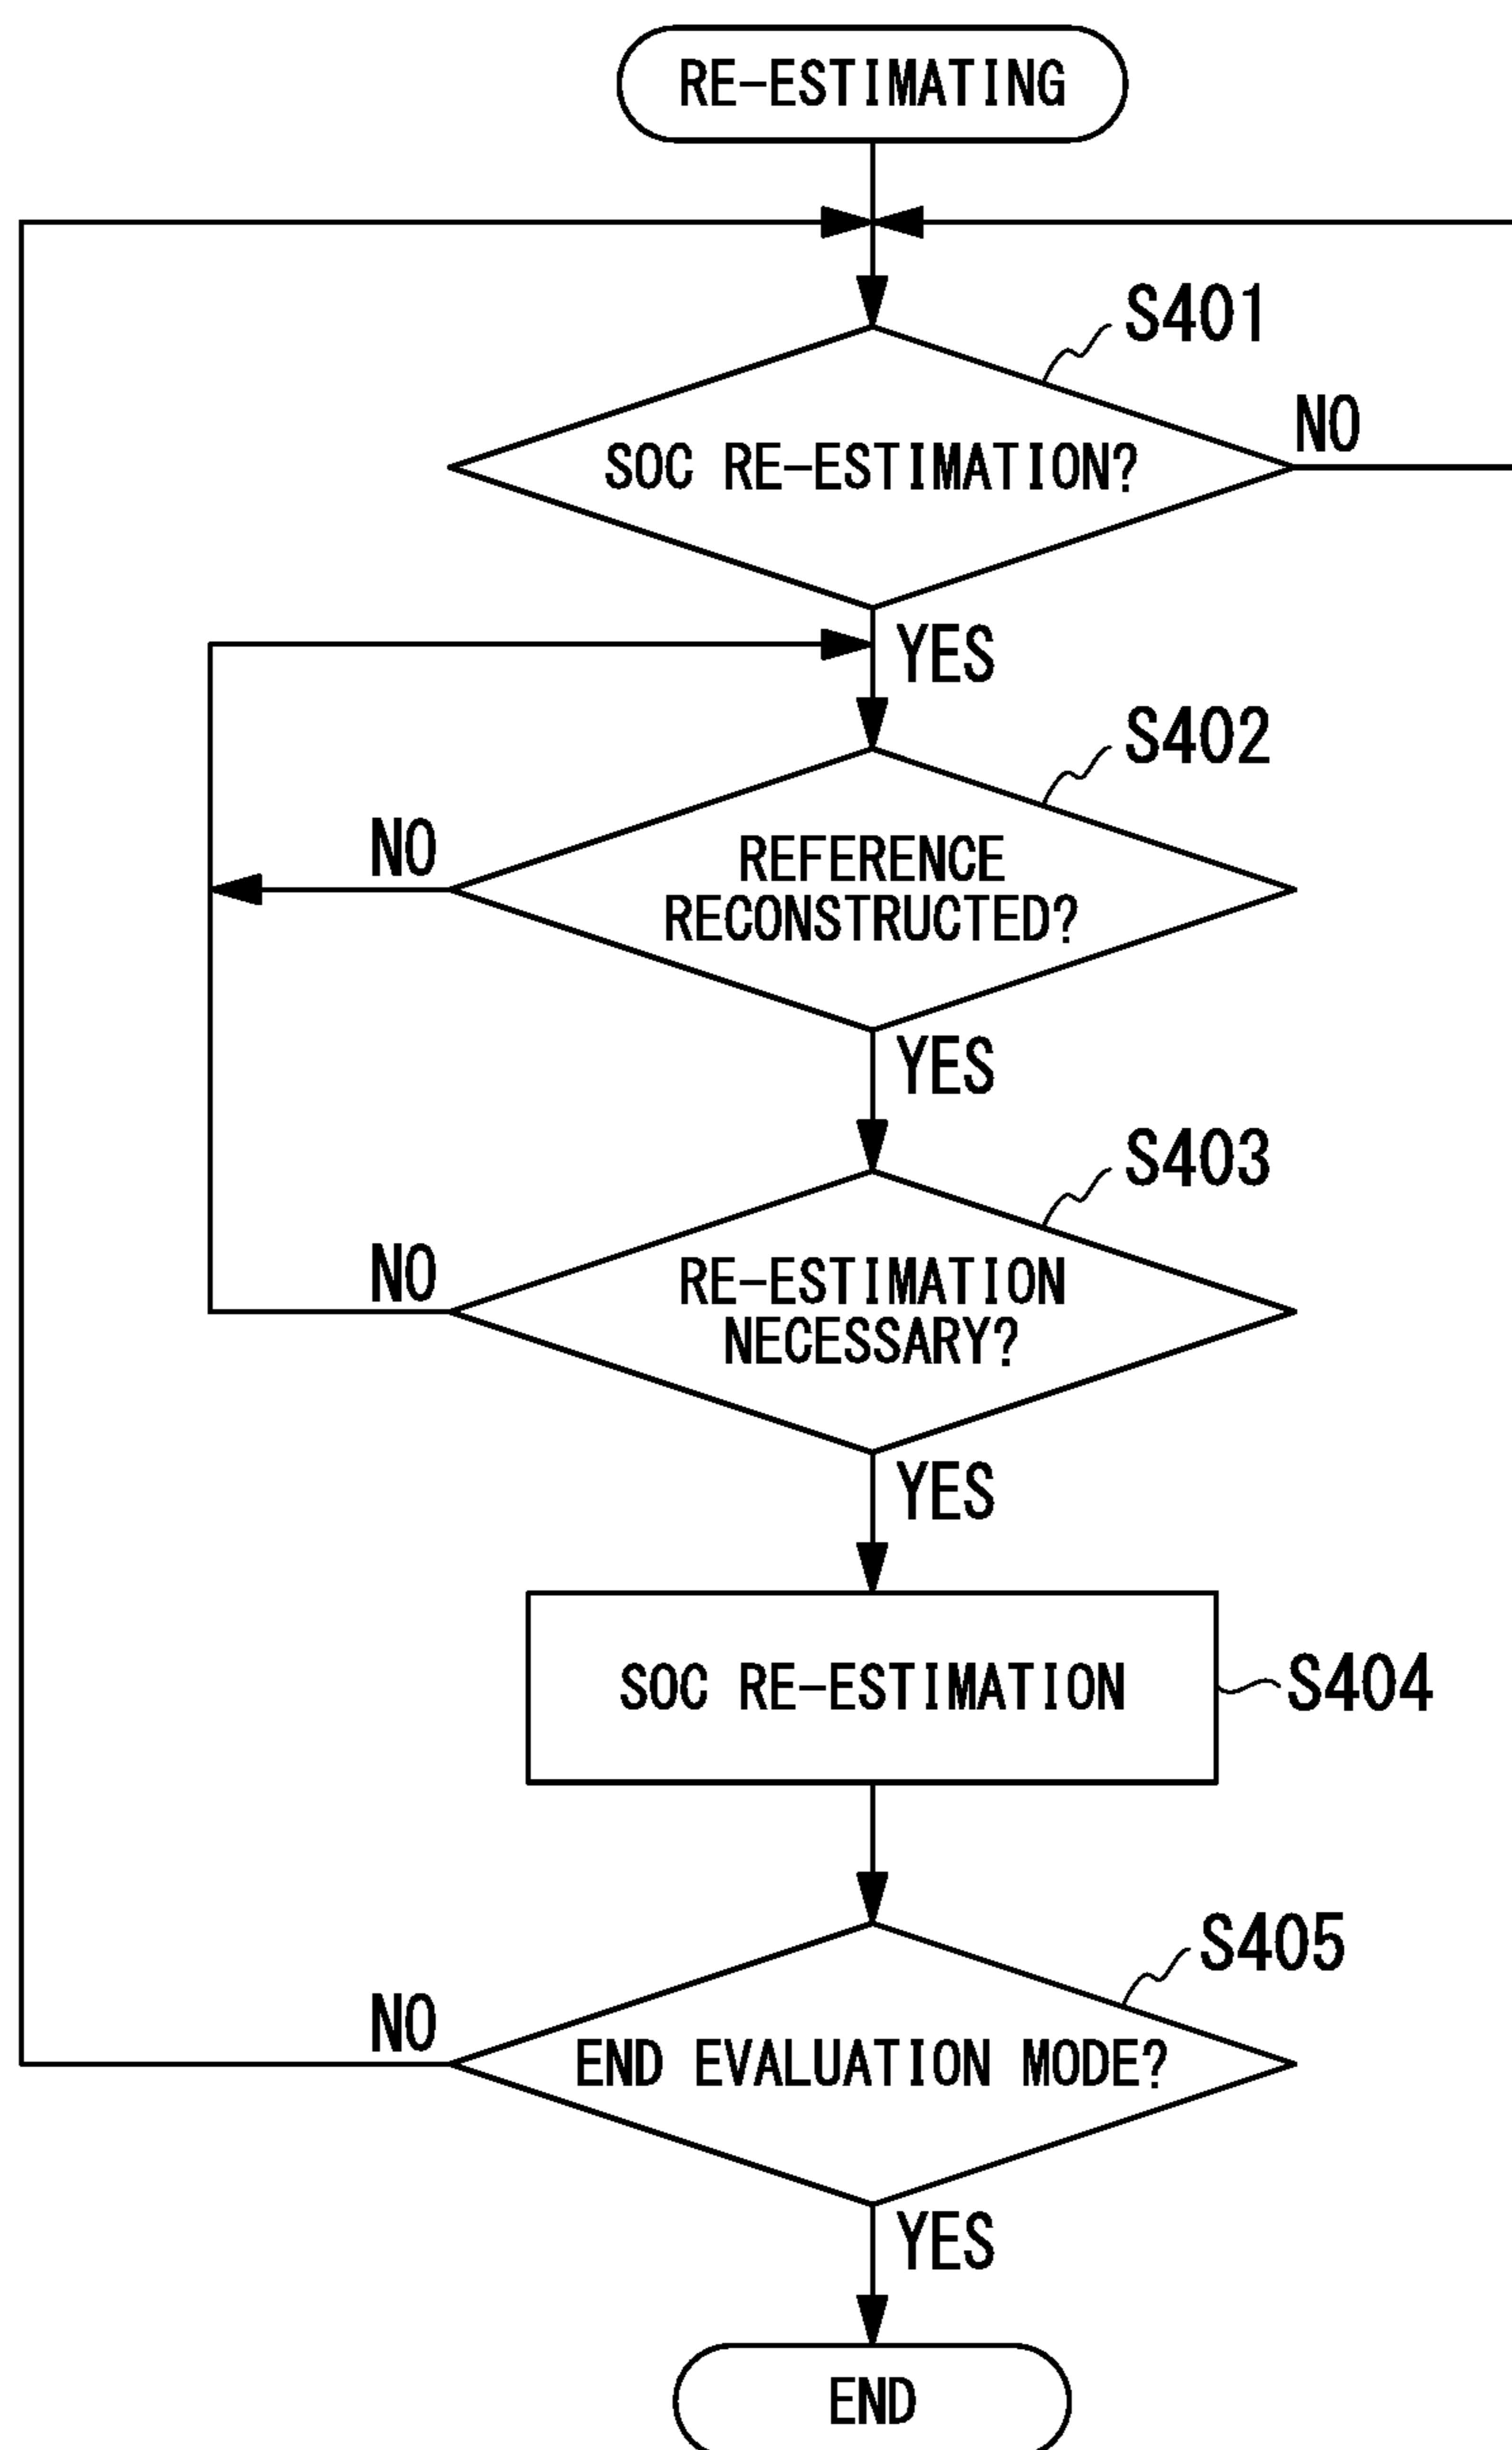 RE-ESTIMATING
S401
SOC RE-ESTIMATION?
NO
YES
S402
NO
REFERENCE
RECONSTRUCTED?
YES
S403
NO
RE-ESTIMATION
NECESSARY?
YES
SOC RE-ESTIMATION
S404
S405
NO
END EVALUATION MODE?
YES
END